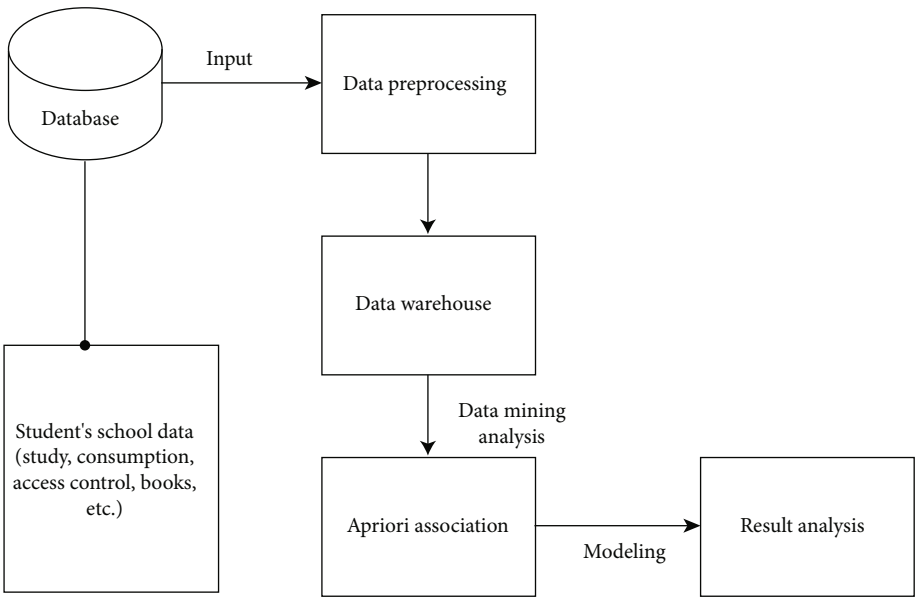 Input
Database
Data preprocessing
Data warehouse
Data mining
analysis
Student's school data
(study, consumption,
access control, books,
etc.)
Apriori association
Modeling
Result analysis